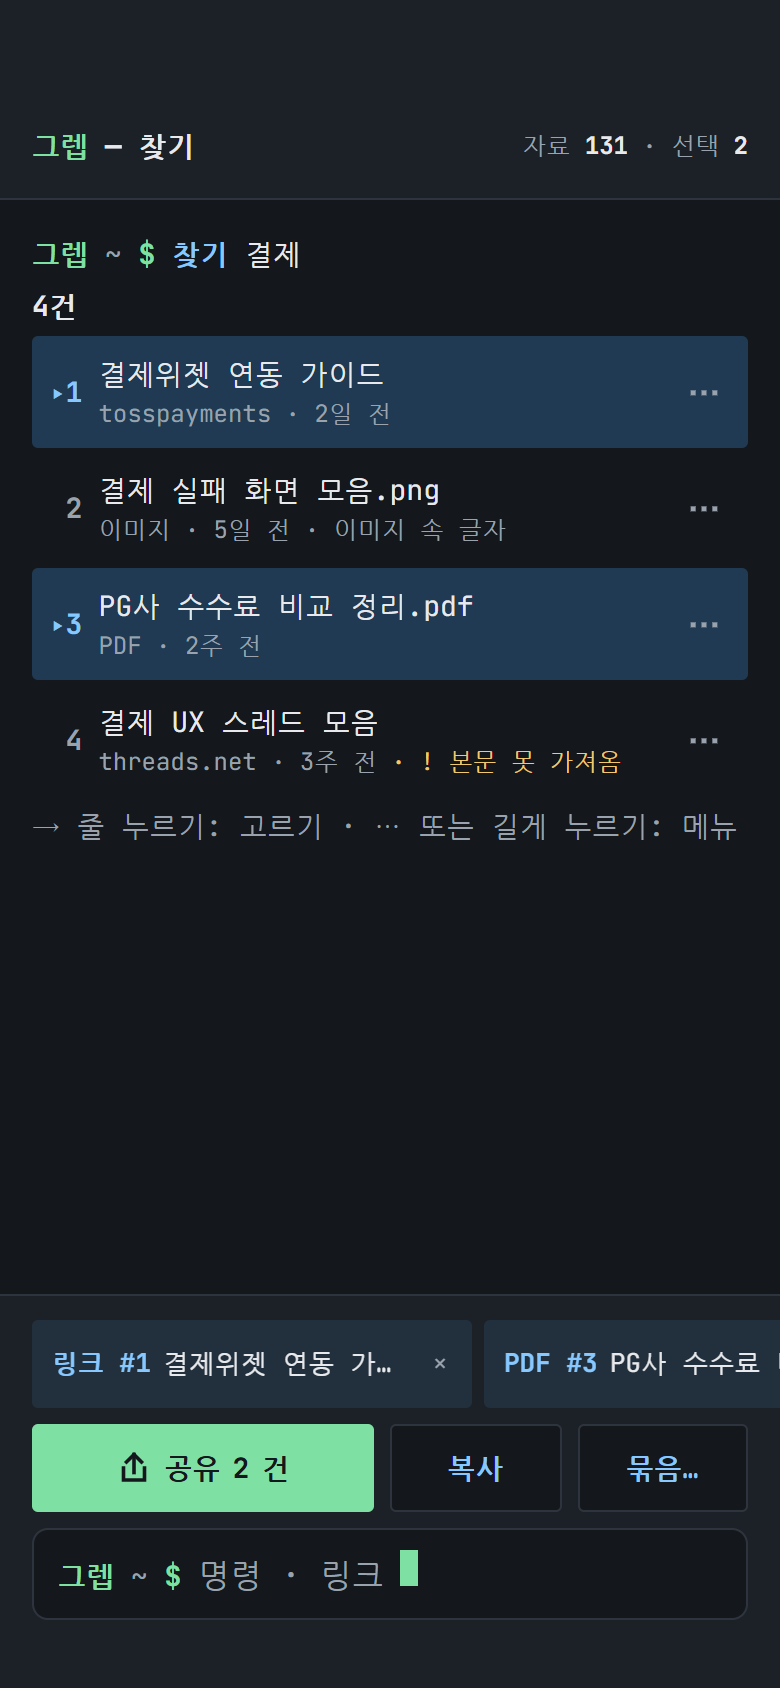 그렙 — 찾기
자료 131 · 선택 2
그렙 ~ $ 찾기 결제
4건
▸1 결제위젯 연동 가이드 ···
tosspayments · 2일 전
2 결제 실패 화면 모음.png ···
이미지 · 5일 전 · 이미지 속 글자
▸3 PG사 수수료 비교 정리.pdf ···
PDF · 2주 전
4 결제 UX 스레드 모음 ···
threads.net · 3주 전 · ! 본문 못 가져옴
→ 줄 누르기: 고르기 · ··· 또는 길게 누르기: 메뉴
링크 #1 결제위젯 연동 가… ×
PDF #3 PG사 수수료
공유 2 건
복사
묶음…
그렙 ~ $ 명령 · 링크